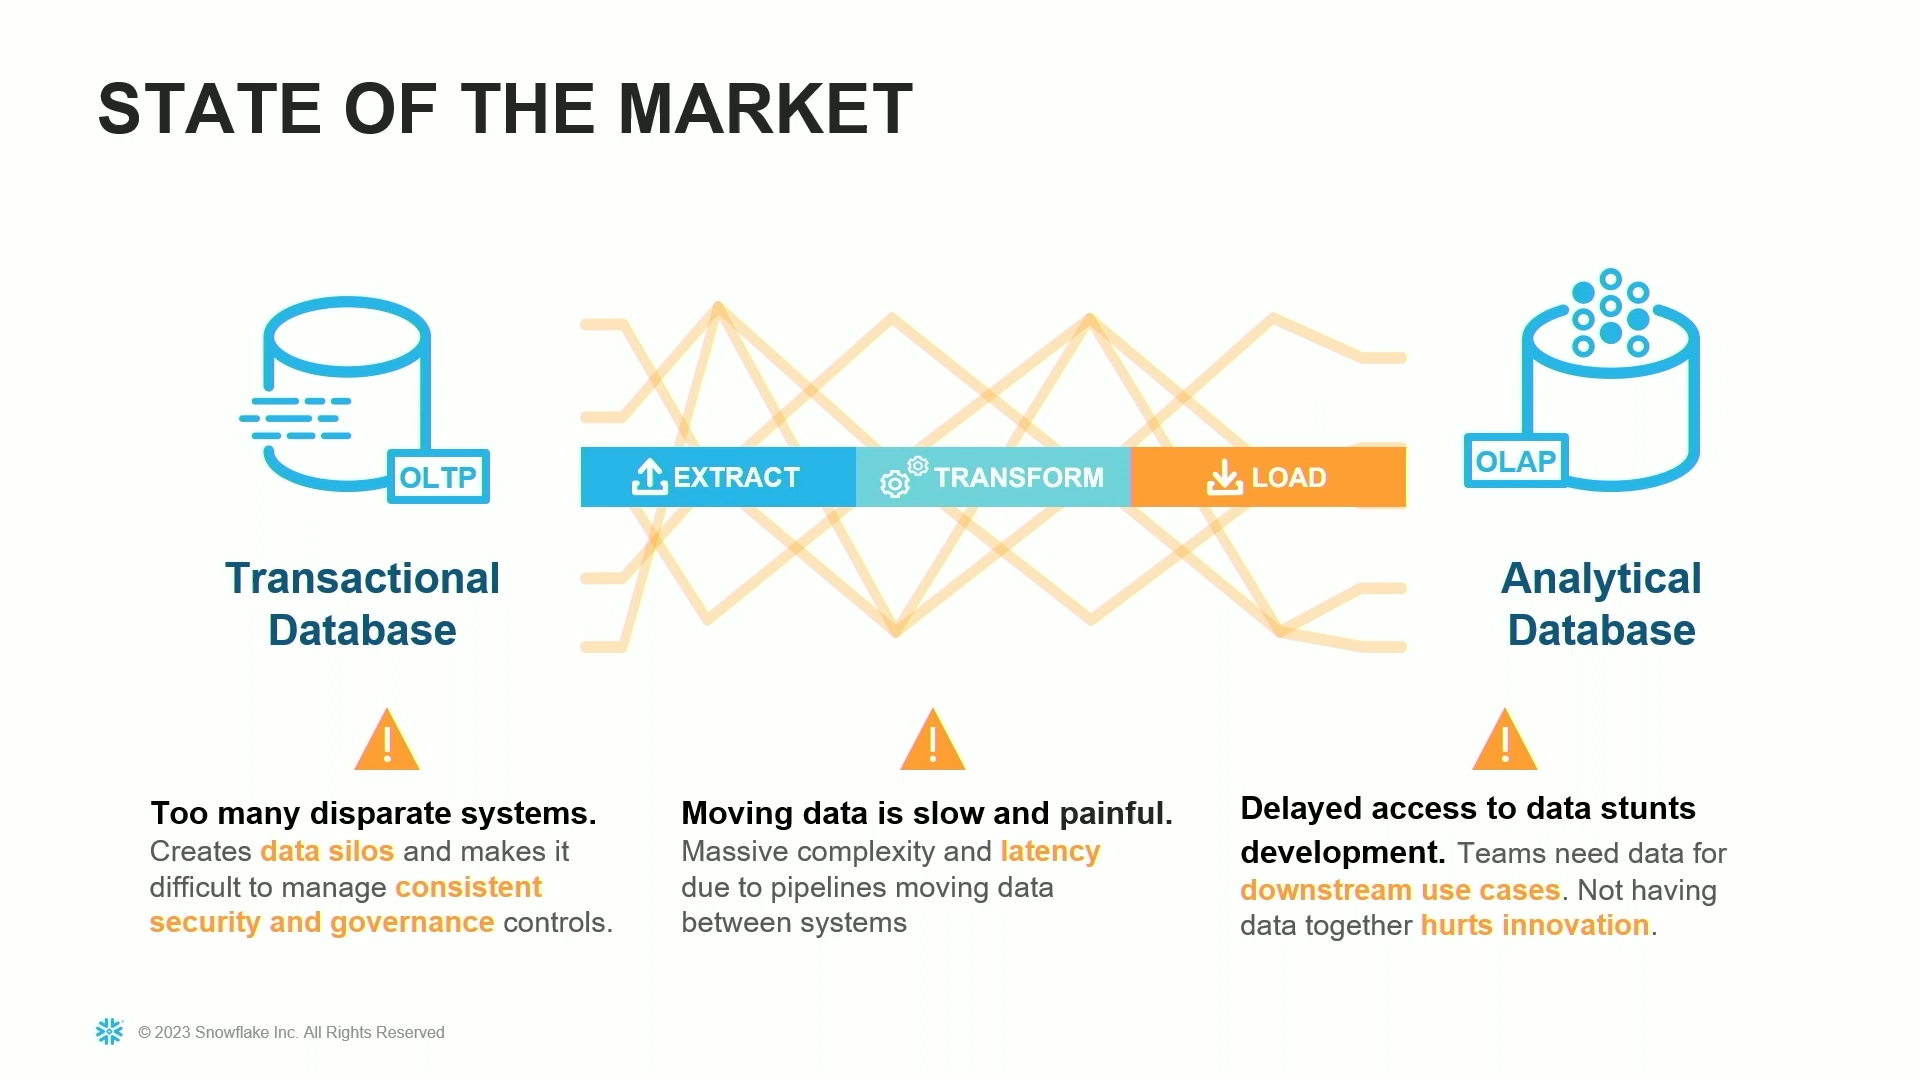 STATE OF THE MARKET
OLTP
EXTRACT
TRANSFORM
LOAD
OLAP
Transactional
Database
Analytical
Database
Too many disparate systems.
Creates data silos and makes it
difficult to manage consistent
security and governance controls.
Moving data is slow and painful.
Massive complexity and latency
due to pipelines moving data
between systems
Delayed access to data stunts
development. Teams need data for
downstream use cases. Not having
data together hurts innovation.
© 2023 Snowflake Inc. All Rights Reserved